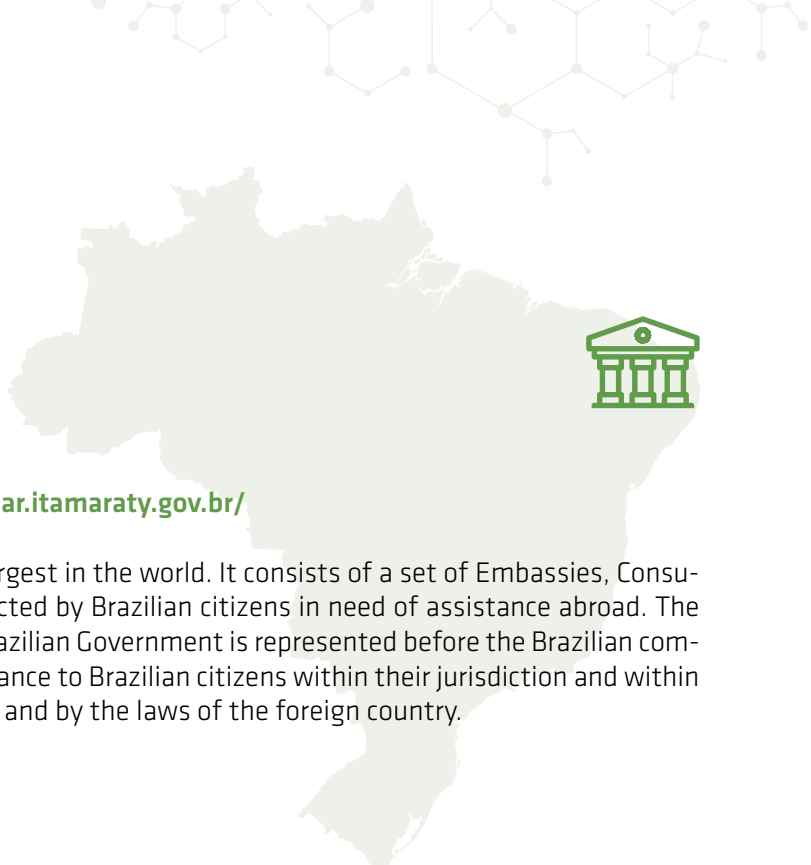 ar.itamaraty.gov.br/
rgest in the world. It consists of a set of Embassies, Consu-
cted by Brazilian citizens in need of assistance abroad. The
azilian Government is represented before the Brazilian com-
ance to Brazilian citizens within their jurisdiction and within
and by the laws of the foreign country.